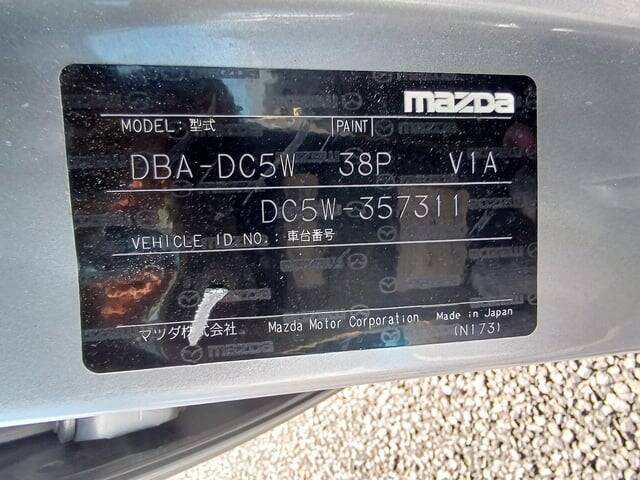 mazda
MODEL:型式 PAINT
DBA-DC5W 38P V1A
DC5W-357311
VEHICLE ID NO.:車台番号
マツダ株式会社 Mazda Motor Corporation Made in Japan
(N173)